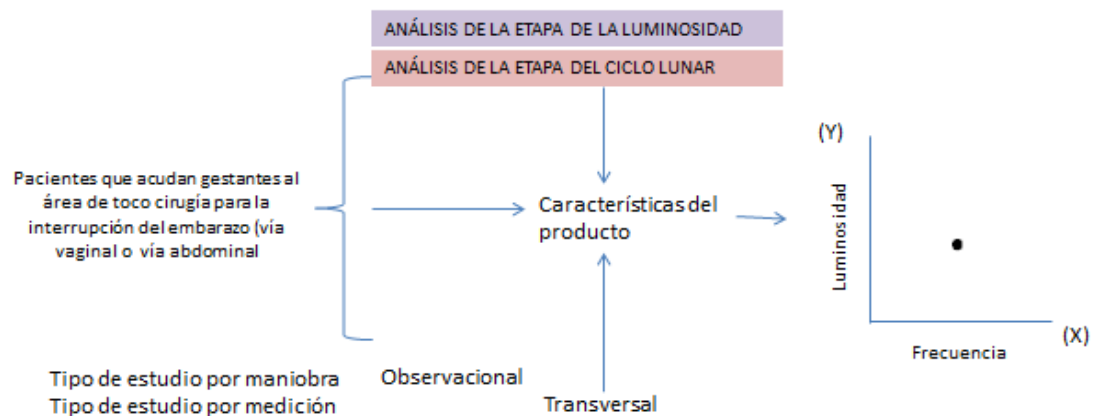 ANÁLISIS DE LA ETAPA DE LA LUMINOSIDAD
ANÁLISIS DE LA ETAPA DEL CICLO LUNAR
Pacientes que acudan gestantes al
área de toco cirugía para la
interrupción del embarazo (vía
vaginal o vía abdominal
Características del
producto
(Y)
Luminosidad
(X)
Frecuencia
Tipo de estudio por maniobra
Observacional
Tipo de estudio por medición
Transversal